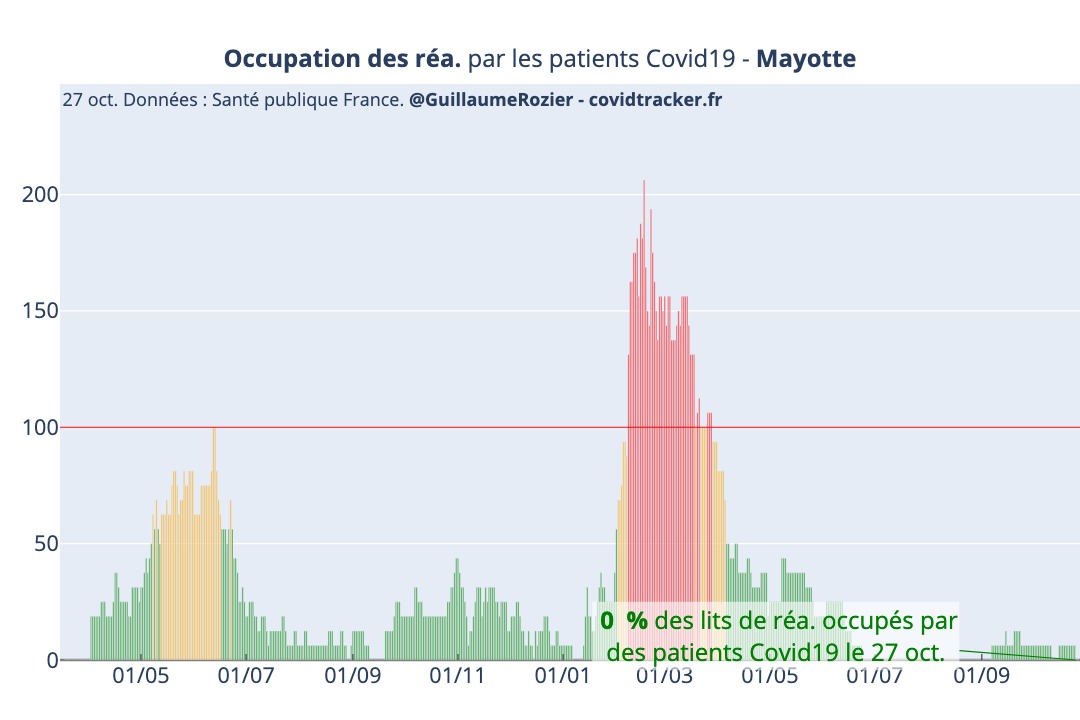 Occupation des réa. par les patients Covid19 - Mayotte
27 oct. Données : Santé publique France. @GuillaumeRozier - covidtracker.fr
200
150
100
50
0
0 % des lits de réa. occupés par
des patients Covid19 le 27 oct.
01/05 01/07 01/09 01/11 01/01 01/03 01/05 01/07 01/09